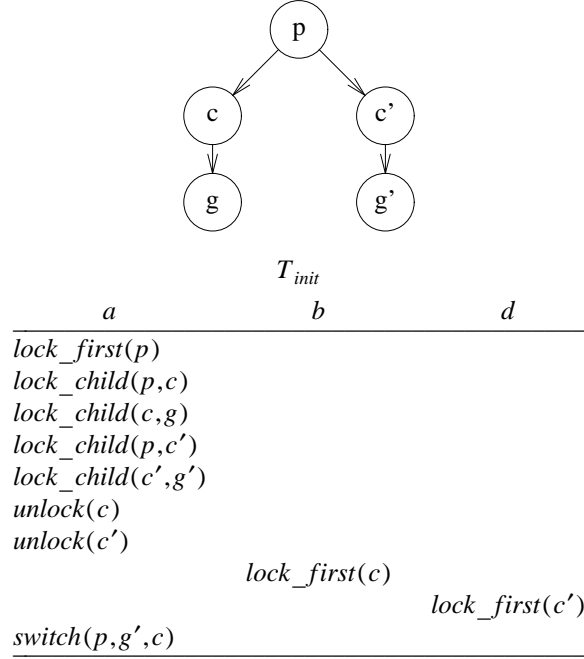 p
c c’
g g’
T_init
a b d
lock_first(p)
lock_child(p,c)
lock_child(c,g)
lock_child(p,c′)
lock_child(c′,g′)
unlock(c)
unlock(c′)
lock_first(c)
lock_first(c′)
switch(p,g′,c)